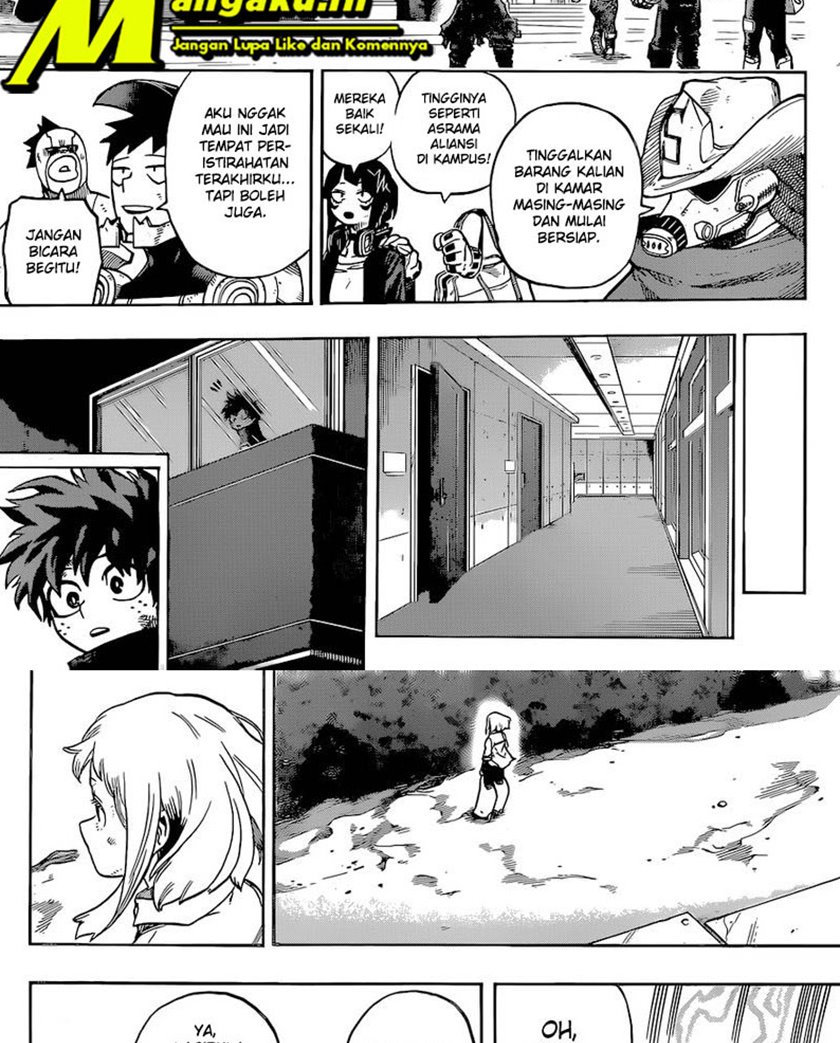 Mangaku.in
Jangan Lupa Like dan Komennya
TINGGALKAN
BARANG KALIAN
DI KAMAR
MASING-MASING
DAN MULAI
BERSIAP.
TINGGINYA
SEPERTI
ASRAMA
ALIANSI
DI KAMPUS!
MEREKA
BAIK
SEKALI!
AKU NGGAK
MAU INI JADI
TEMPAT PER-
ISTIRAHATAN
TERAKHIRKU...
TAPI BOLEH
JUGA.
JANGAN
BICARA
BEGITU!
OH,
YA,